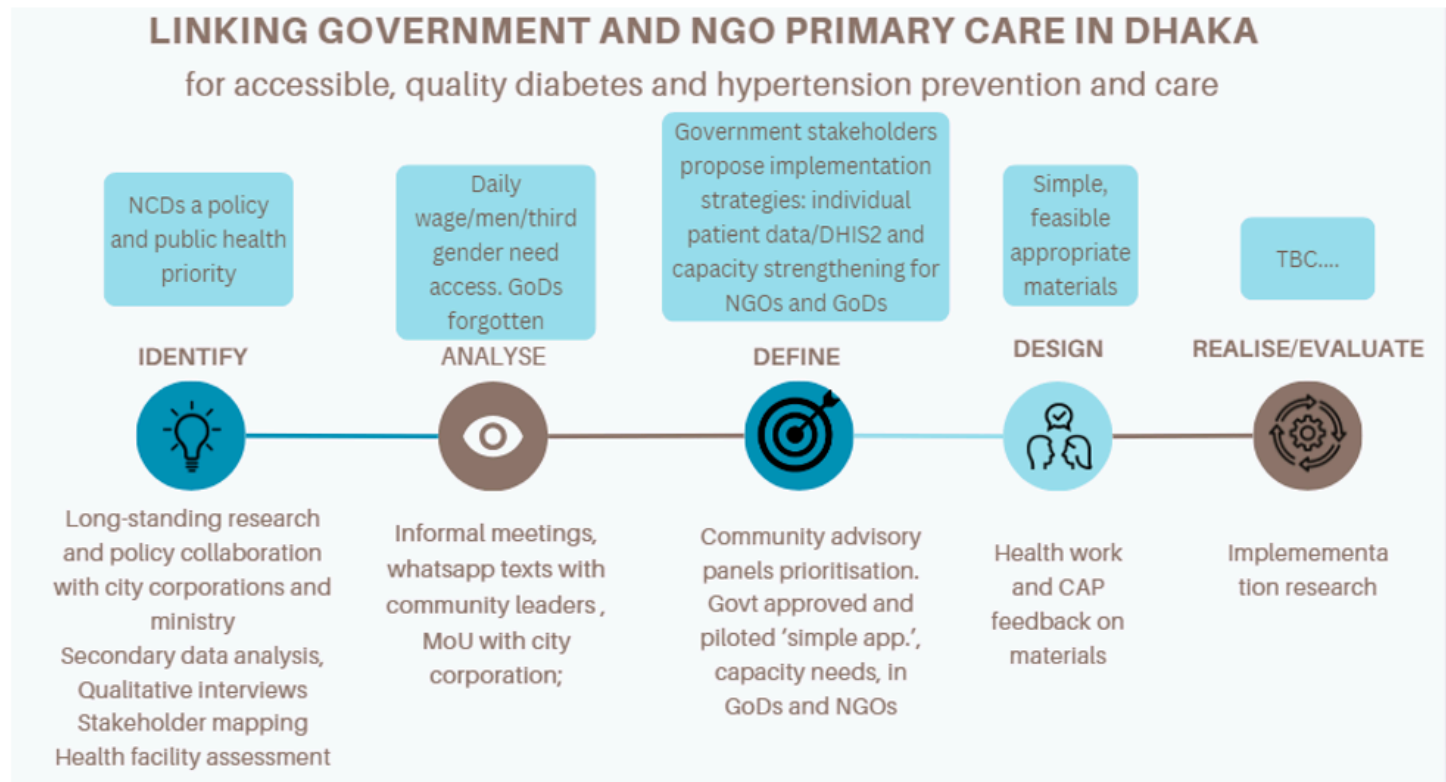 LINKING GOVERNMENT AND NGO PRIMARY CARE IN DHAKA
for accessible, quality diabetes and hypertension prevention and care
NCDs a policy
and public health
priority
IDENTIFY
Long-standing research
and policy collaboration
with city corporations and
ministry
Secondary data analysis,
Qualitative interviews
Stakeholder mapping
Health facility assessment
Daily
wage/men/third
gender need
access. GoDs
forgotten
ANALYSE
Informal meetings,
whatsapp texts with
community leaders ,
MoU with city
corporation;
Government stakeholders
propose implementation
strategies: individual
patient data/DHIS2 and
capacity strengthening for
NGOs and GoDs
DEFINE
Community advisory
panels prioritisation.
Govt approved and
piloted ‘simple app.’,
capacity needs, in
GoDs and NGOs
Simple,
feasible
appropriate
materials
DESIGN
Health work
and CAP
feedback on
materials
TBC....
REALISE/EVALUATE
Implemementa
tion research